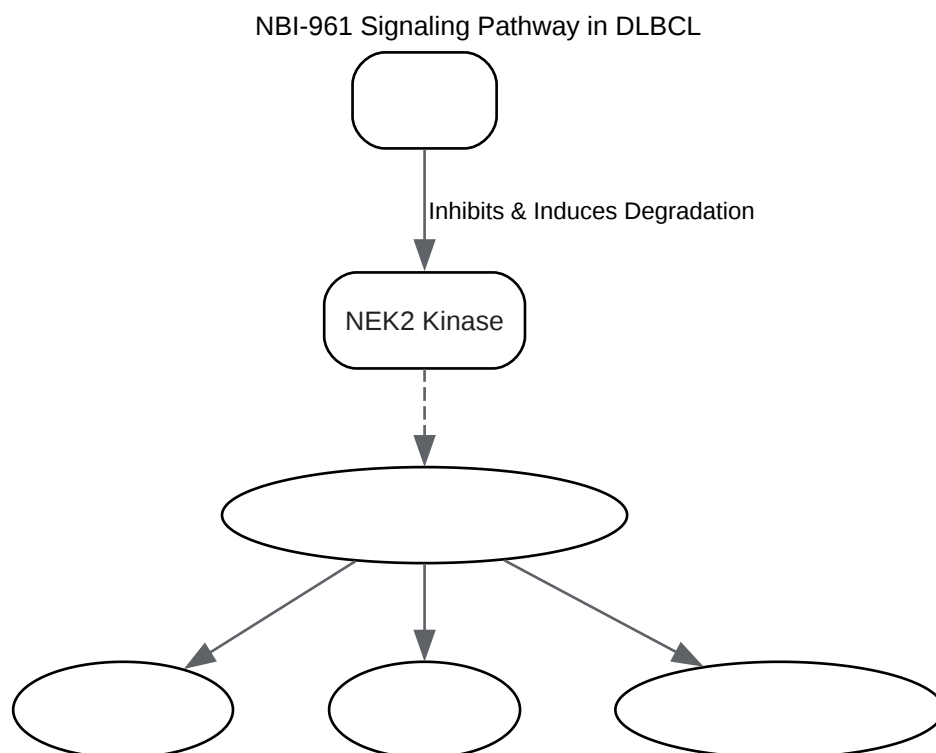 NBI-961 Signaling Pathway in DLBCL
Inhibits & Induces Degradation
NEK2 Kinase